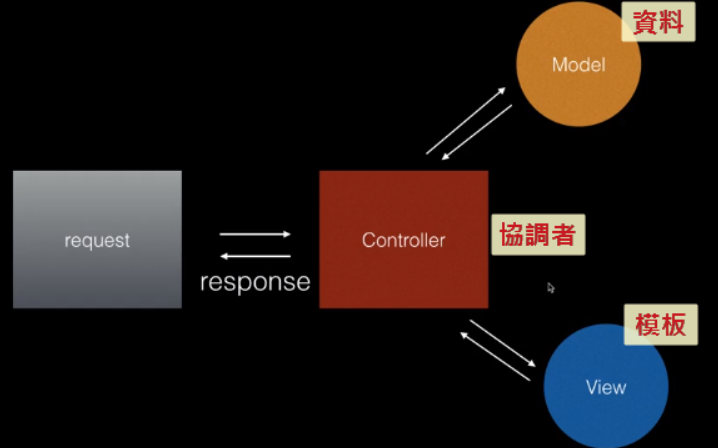 資料
Model
request
Controller
協調者
response
模板
View